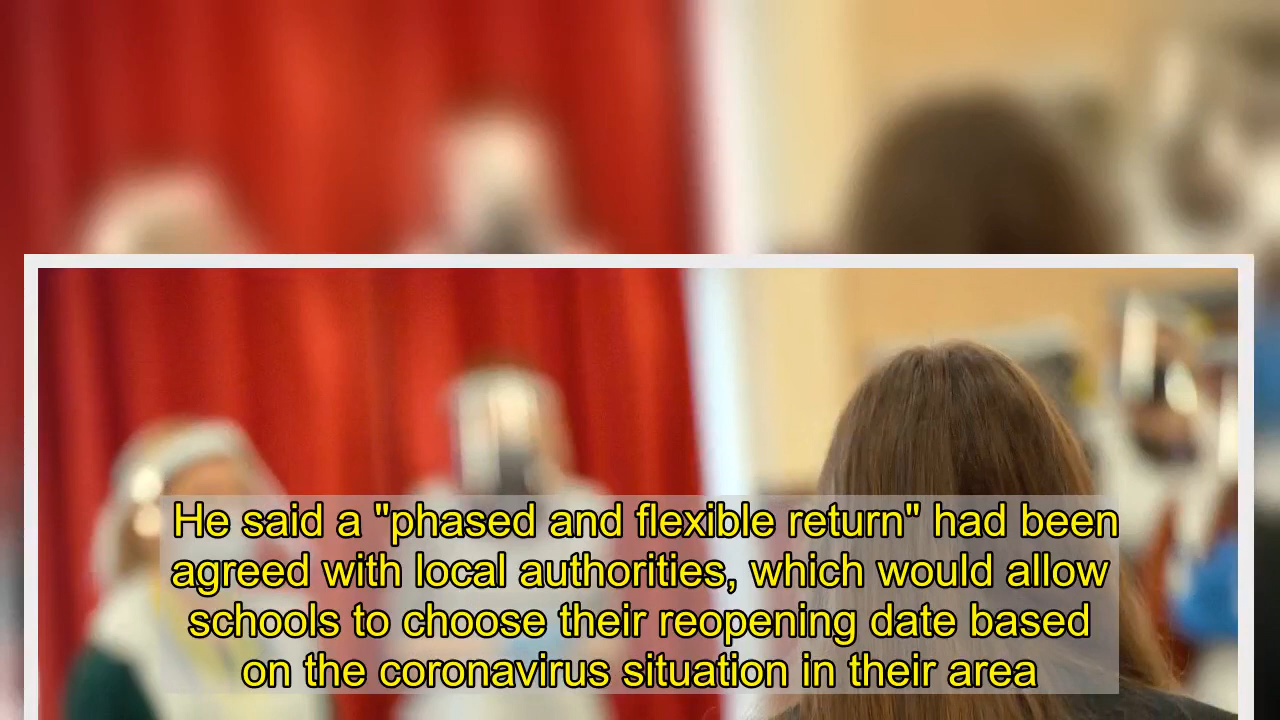 He said a "phased and flexible return" had been
agreed with local authorities, which would allow
schools to choose their reopening date based
on the coronavirus situation in their area